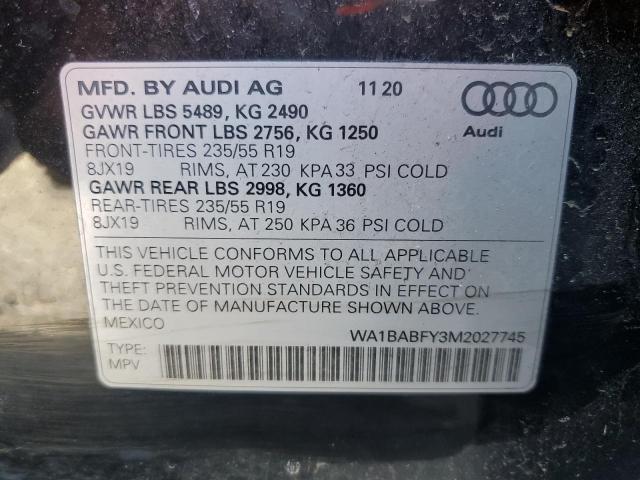 MFD. BY AUDI AG 11 20
GVWR LBS 5489, KG 2490
GAWR FRONT LBS 2756, KG 1250
FRONT-TIRES 235/55 R19
8JX19 RIMS, AT 230 KPA 33 PSI COLD
GAWR REAR LBS 2998, KG 1360
REAR-TIRES 235/55 R19
8JX19 RIMS, AT 250 KPA 36 PSI COLD
Audi
THIS VEHICLE CONFORMS TO ALL APPLICABLE
U.S. FEDERAL MOTOR VEHICLE SAFETY AND
THEFT PREVENTION STANDARDS IN EFFECT ON
THE DATE OF MANUFACTURE SHOWN ABOVE.
MEXICO
WA1BABFY3M2027745
TYPE:
MPV